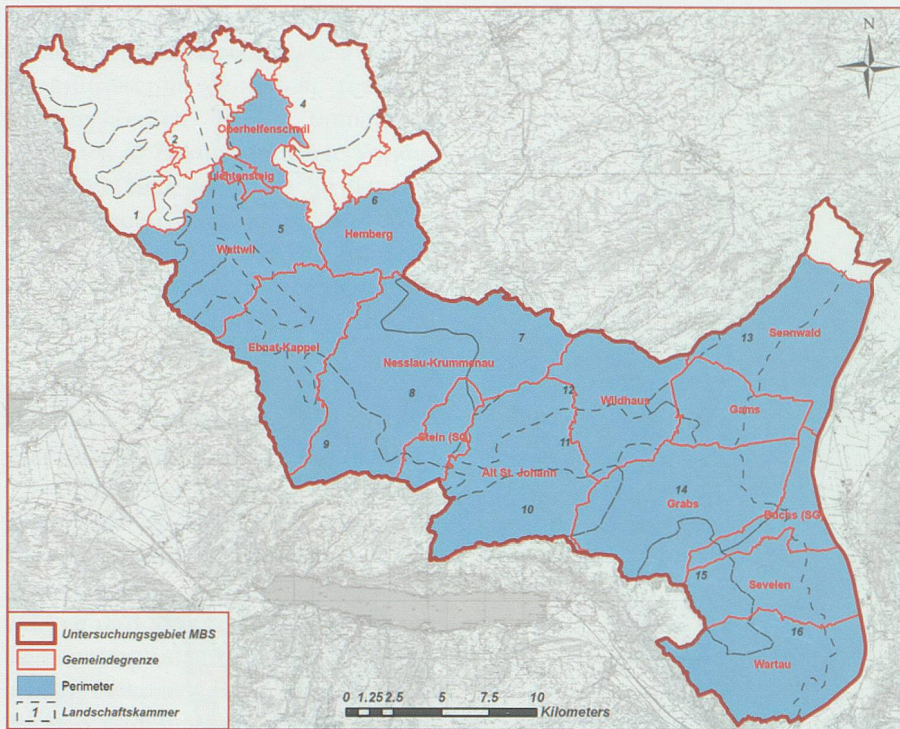 N
4
Oberhelfenschwil
2
Lichtensteig
6
1
5
Hemberg
Wattwil
13
Sennwald
7
Ebnat-Kappel
Nesslau-Krummenau
12
8
Wildhaus
Gams
Stein (SG)
11
9
Alt St. Johann
14
Grabs
10
Buchs (SG)
15
Sevelen
16
Wartau
Untersuchungsgebiet MBS
Gemeindegrenze
Perimeter
1 Landschaftskammer
0 1.25 2.5 5 7.5 10
Kilometers